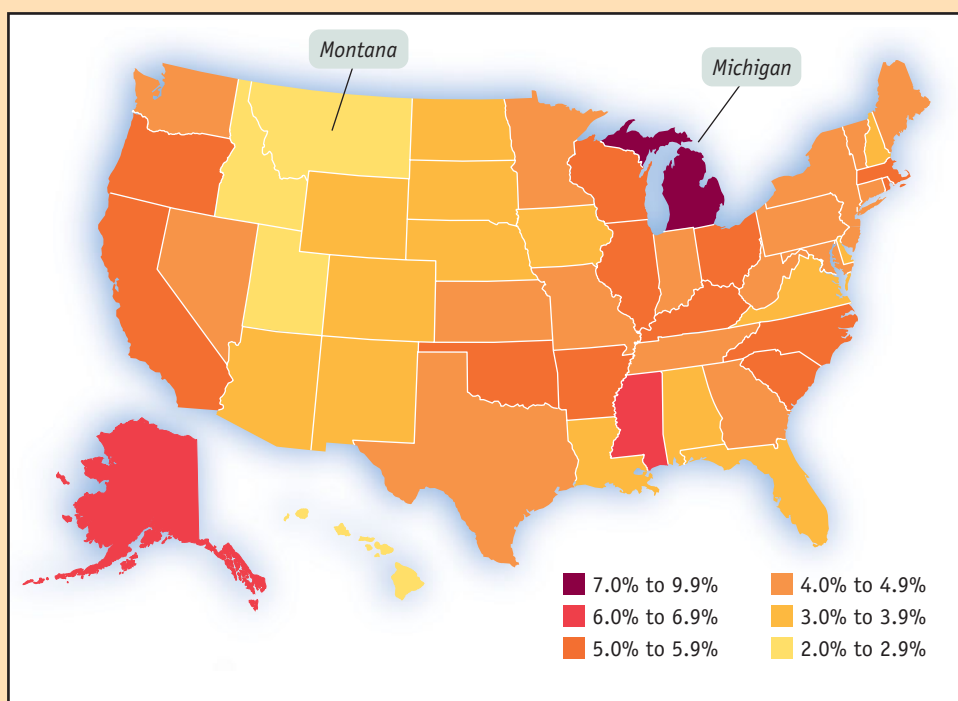 Montana
Michigan
7.0% to 9.9%
6.0% to 6.9%
5.0% to 5.9%
4.0% to 4.9%
3.0% to 3.9%
2.0% to 2.9%